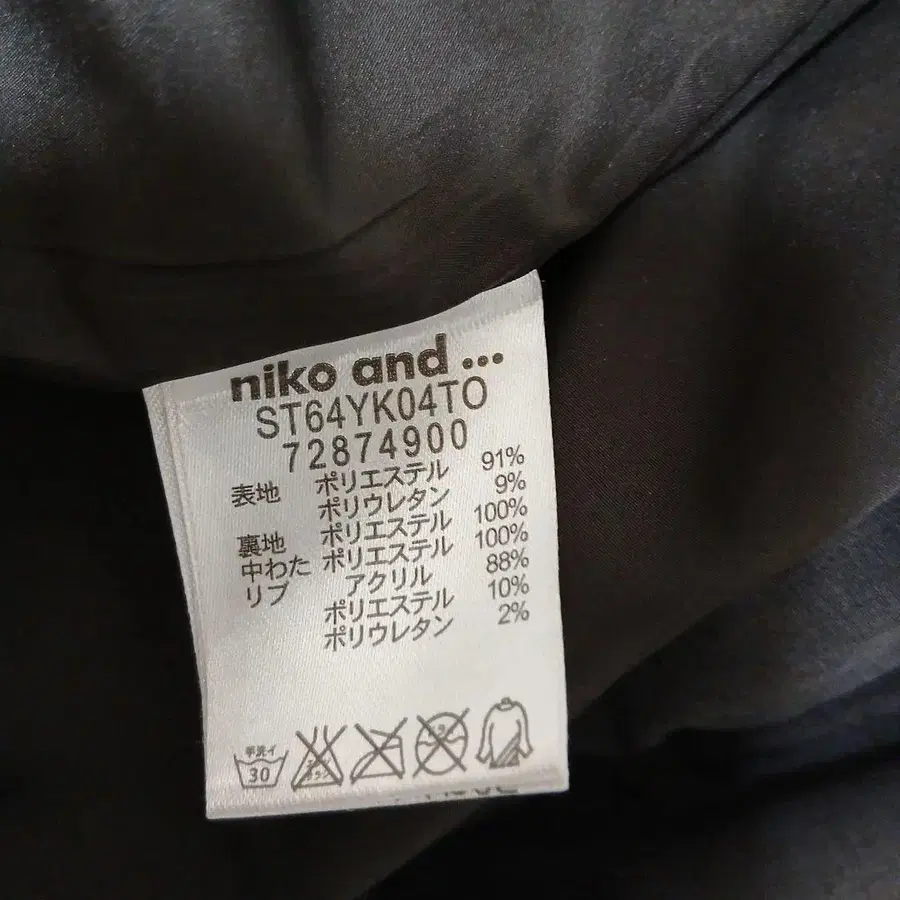 niko and ...
ST64YK04TO
72874900
表地 ポリエステル 91%
ポリウレタン 9%
裏地 ポリエステル 100%
中わた ポリエステル 100%
リブ アクリル 88%
ポリエステル 10%
ポリウレタン 2%
手洗イ
30